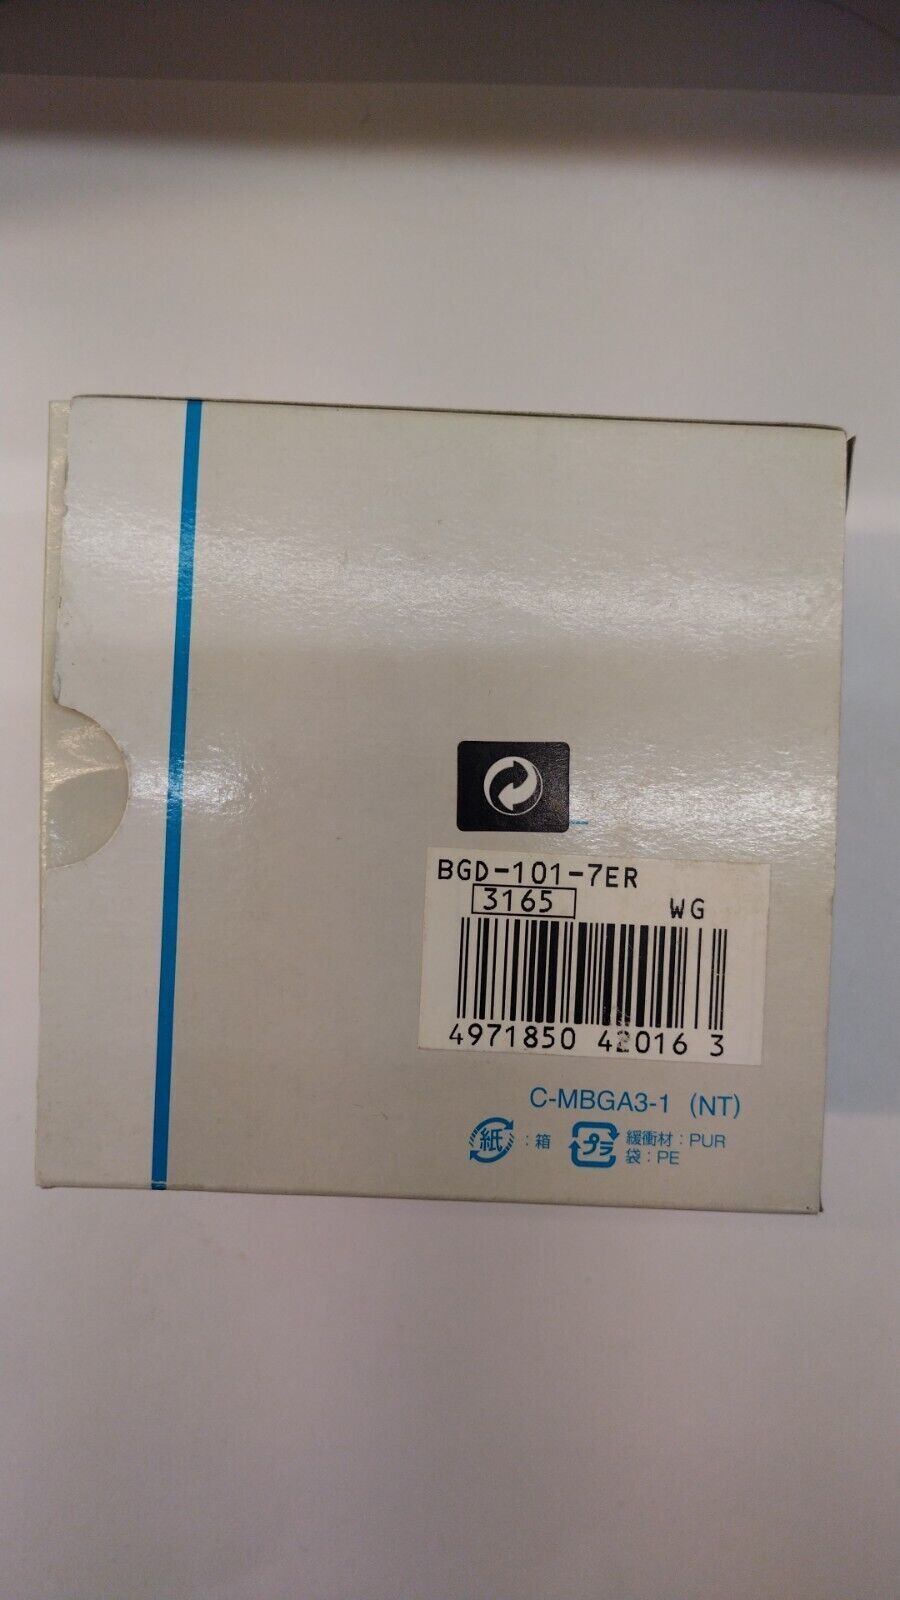 BGD-101-7ER
3165
WG
4971850 42016 3
C-MBGA3-1 (NT)
紙 : 箱
プラ 緩衝材 : PUR
袋 : PE